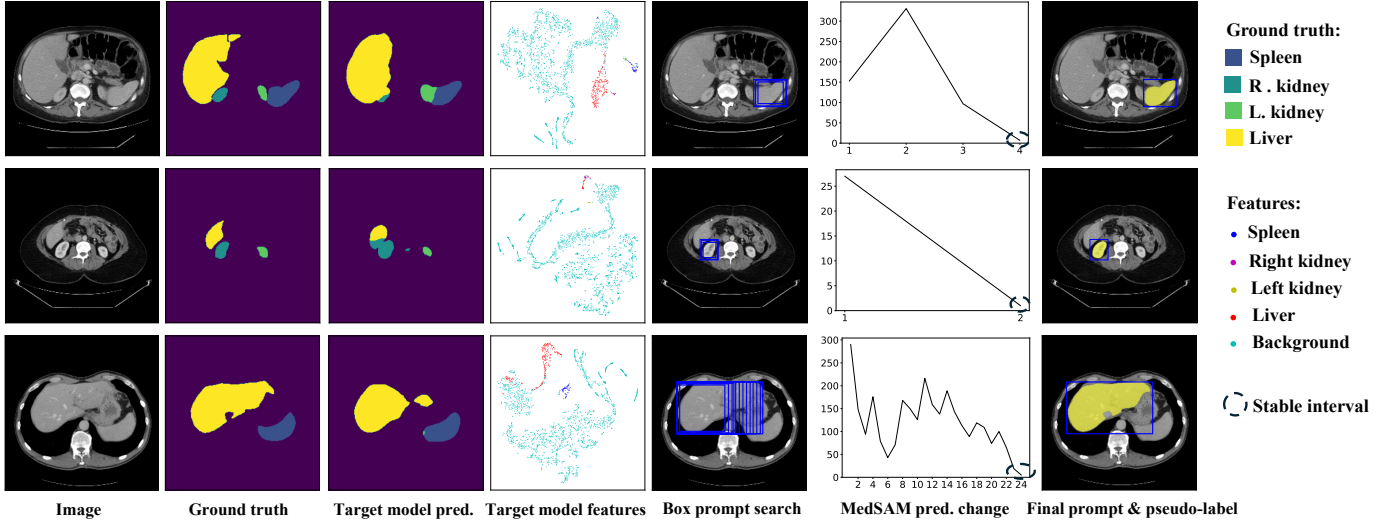 300
250
200
150
100
50
0
1 2 3 4
25
20
15
10
5
0
1 2
300
250
200
150
100
50
0
2 4 6 8 10 12 14 16 18 20 22 24
Ground truth:
Spleen
R . kidney
L. kidney
Liver
Features:
Spleen
Right kidney
Left kidney
Liver
Background
Stable interval
Image Ground truth Target model pred. Target model features Box prompt search MedSAM pred. change Final prompt & pseudo-label